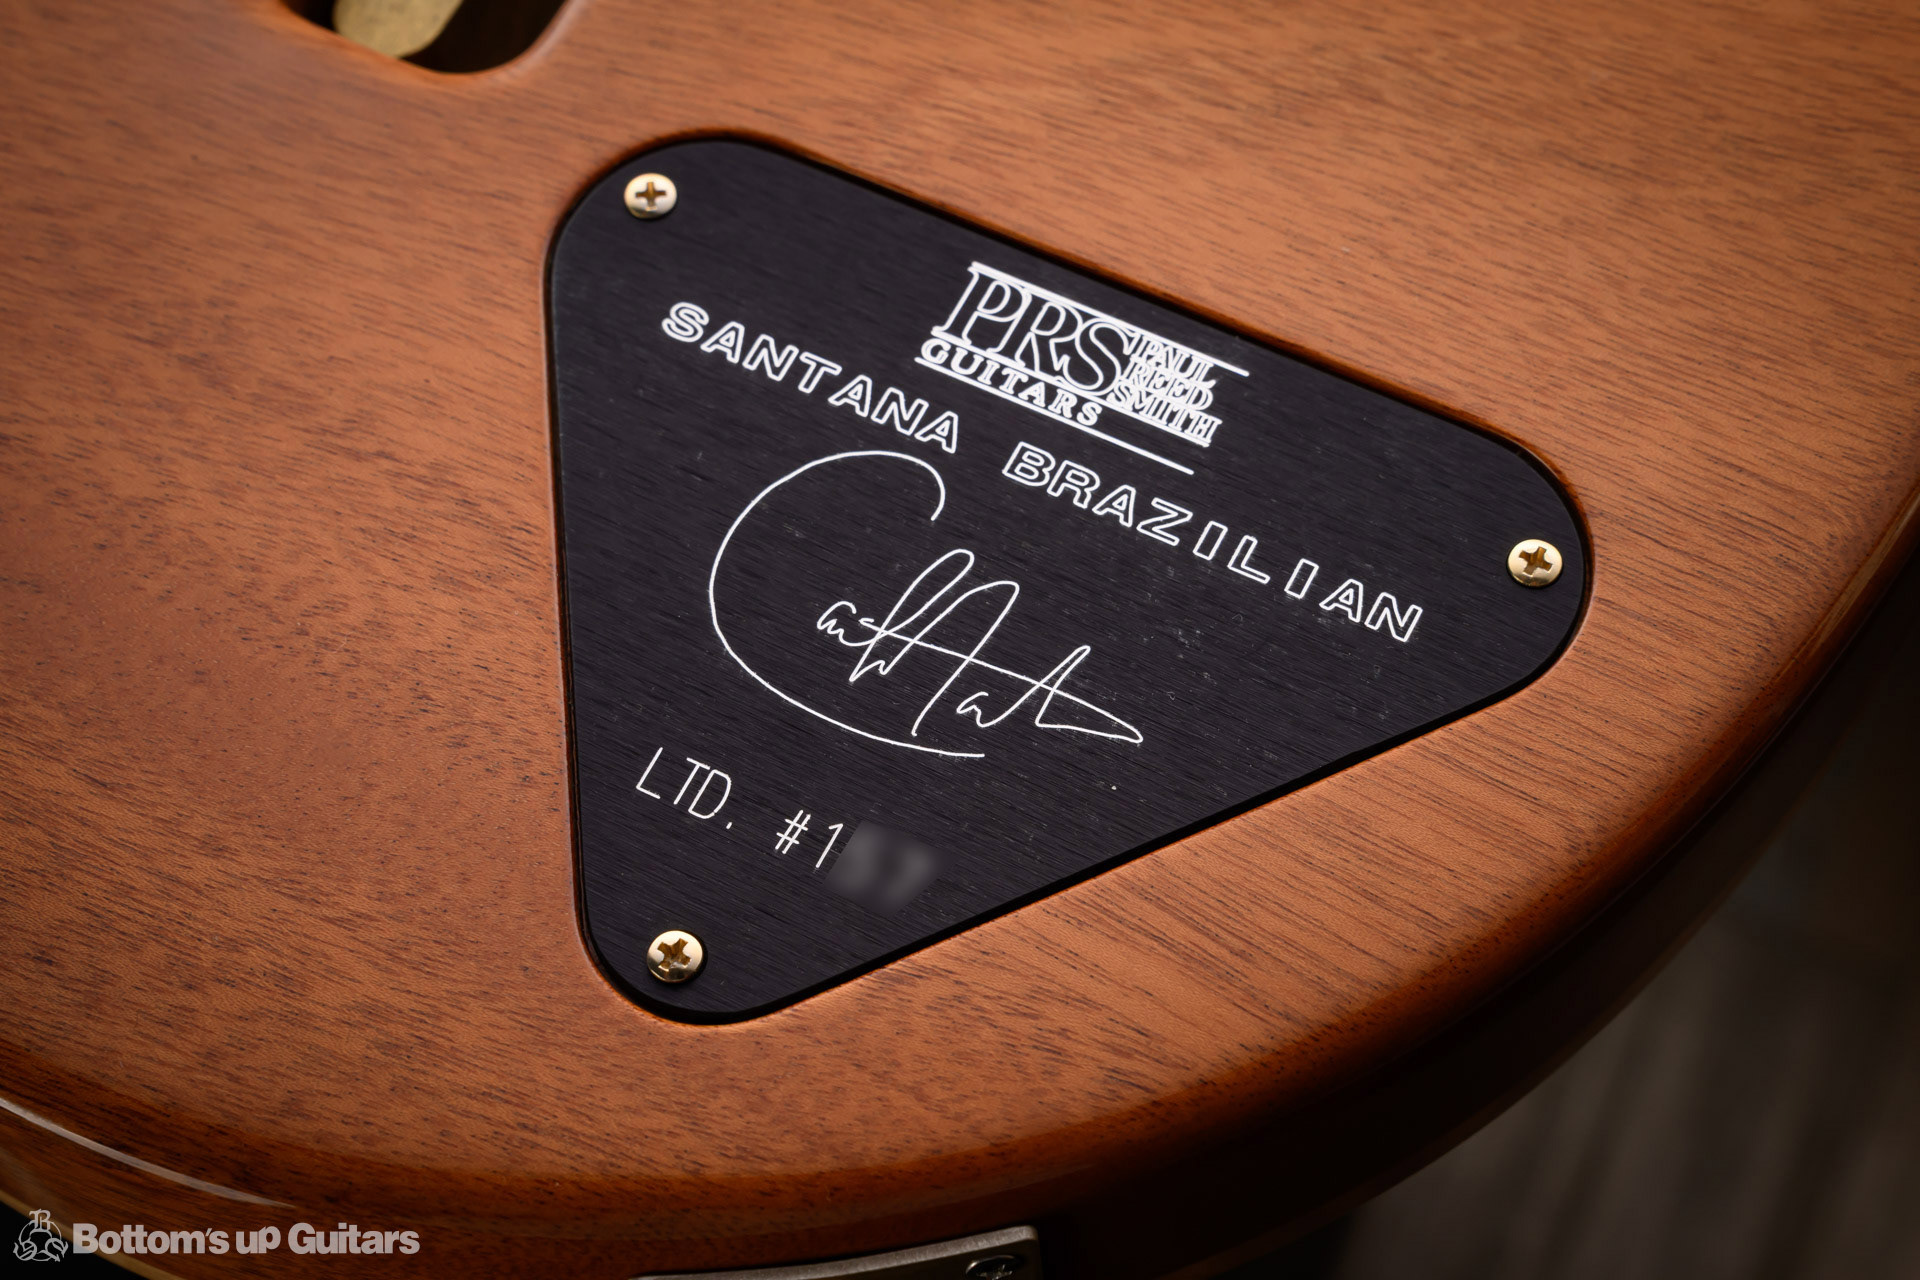 PRS PAUL REED SMITH
GUITARS
SANTANA BRAZILIAN
LTD. #1
Bottom's up Guitars